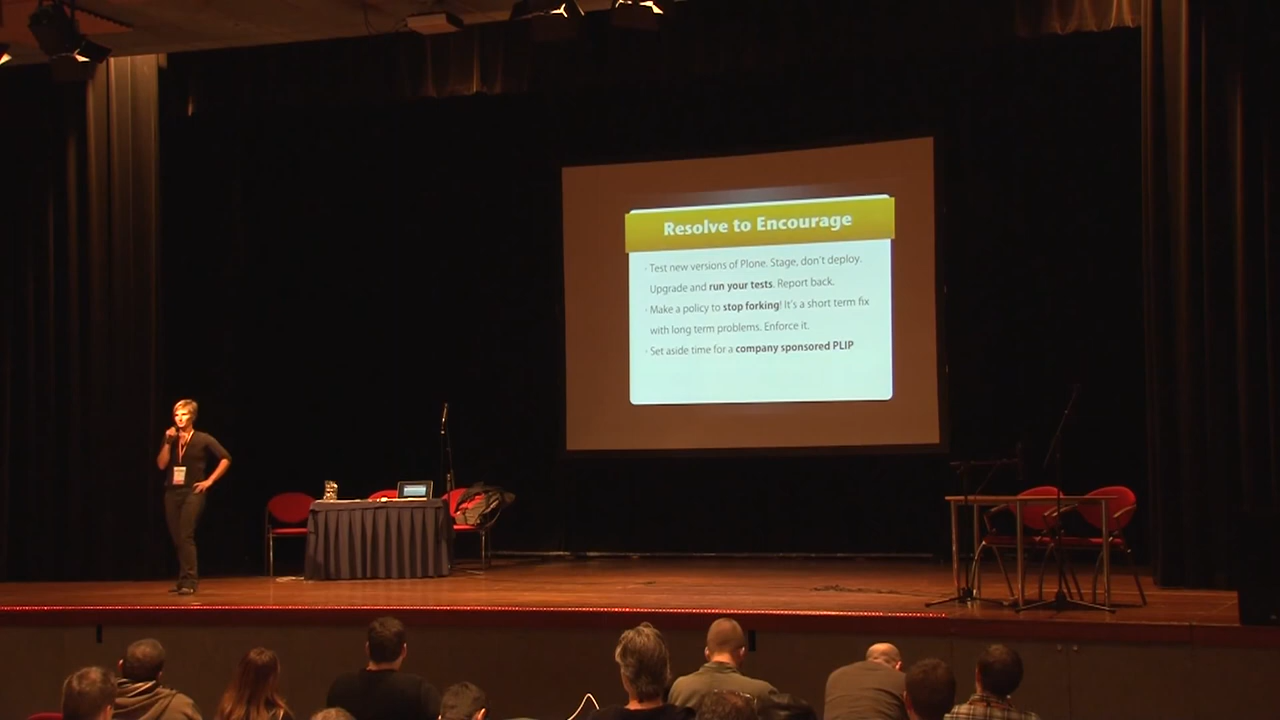 Resolve to Encourage
· Test new versions of Plone. Stage, don't deploy.
Upgrade and run your tests. Report back.
· Make a policy to stop forking! It's a short term fix
with long term problems. Enforce it.
· Set aside time for a company sponsored PLIP